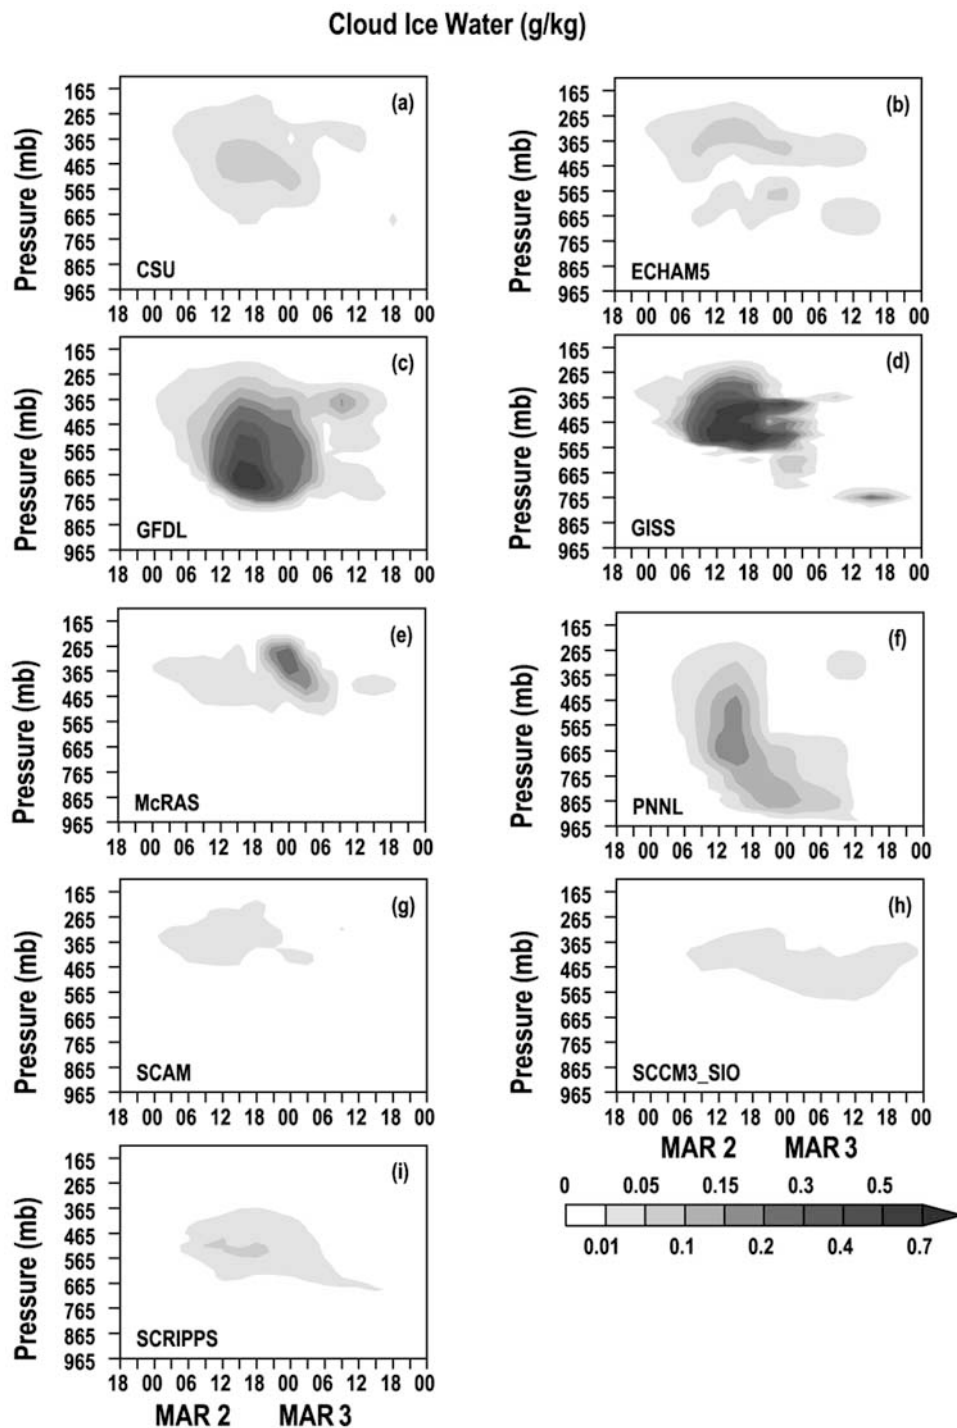 Cloud Ice Water (g/kg)
Pressure (mb)
165
265
365
465
565
665
765
865
965
(a)
CSU
18 00 06 12 18 00 06 12 18 00
Pressure (mb)
165
265
365
465
565
665
765
865
965
(b)
ECHAM5
18 00 06 12 18 00 06 12 18 00
Pressure (mb)
165
265
365
465
565
665
765
865
965
(c)
GFDL
18 00 06 12 18 00 06 12 18 00
Pressure (mb)
165
265
365
465
565
665
765
865
965
(d)
GISS
18 00 06 12 18 00 06 12 18 00
Pressure (mb)
165
265
365
465
565
665
765
865
965
(e)
McRAS
18 00 06 12 18 00 06 12 18 00
Pressure (mb)
165
265
365
465
565
665
765
865
965
(f)
PNNL
18 00 06 12 18 00 06 12 18 00
Pressure (mb)
165
265
365
465
565
665
765
865
965
(g)
SCAM
18 00 06 12 18 00 06 12 18 00
Pressure (mb)
165
265
365
465
565
665
765
865
965
(h)
SCCM3_SIO
18 00 06 12 18 00 06 12 18 00
MAR 2 MAR 3
Pressure (mb)
165
265
365
465
565
665
765
865
965
(i)
SCRIPPS
18 00 06 12 18 00 06 12 18 00
MAR 2 MAR 3
0 0.05 0.15 0.3 0.5
0.01 0.1 0.2 0.4 0.7